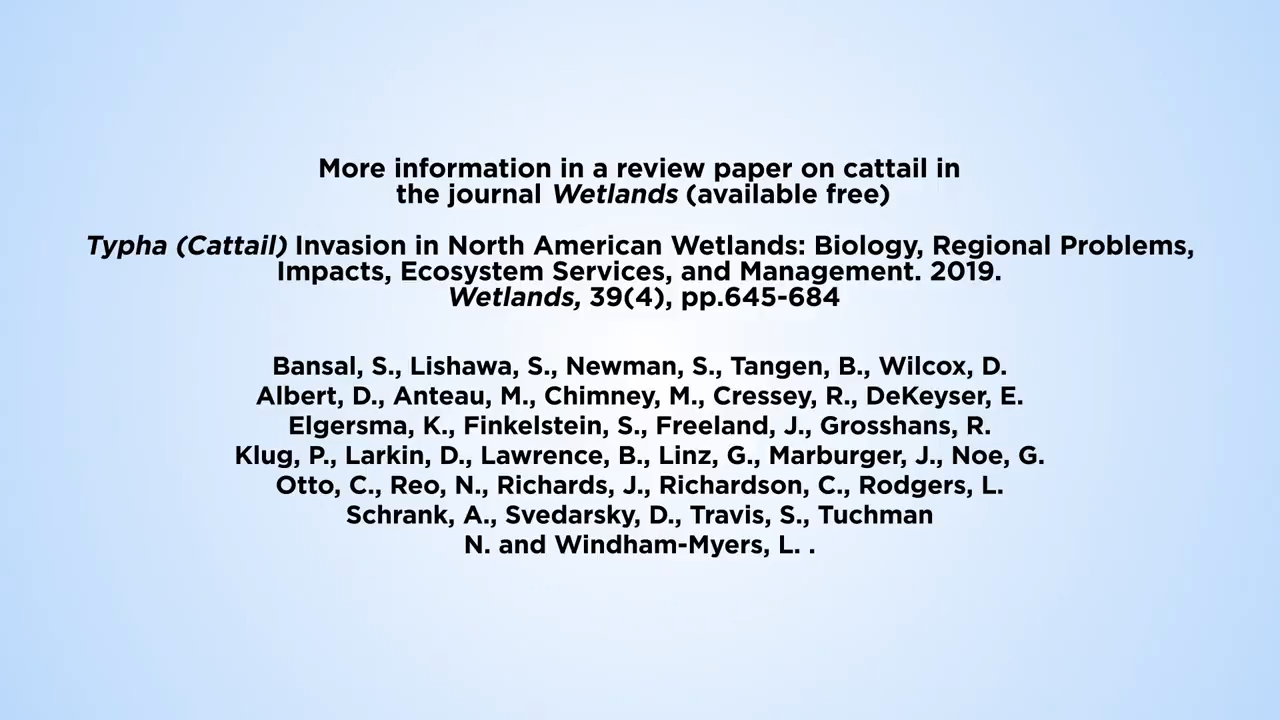 More information in a review paper on cattail in
the journal Wetlands (available free)
Typha (Cattail) Invasion in North American Wetlands: Biology, Regional Problems,
Impacts, Ecosystem Services, and Management. 2019.
Wetlands, 39(4), pp.645-684
Bansal, S., Lishawa, S., Newman, S., Tangen, B., Wilcox, D.
Albert, D., Anteau, M., Chimney, M., Cressey, R., DeKeyser, E.
Elgersma, K., Finkelstein, S., Freeland, J., Grosshans, R.
Klug, P., Larkin, D., Lawrence, B., Linz, G., Marburger, J., Noe, G.
Otto, C., Reo, N., Richards, J., Richardson, C., Rodgers, L.
Schrank, A., Svedarsky, D., Travis, S., Tuchman
N. and Windham-Myers, L. .